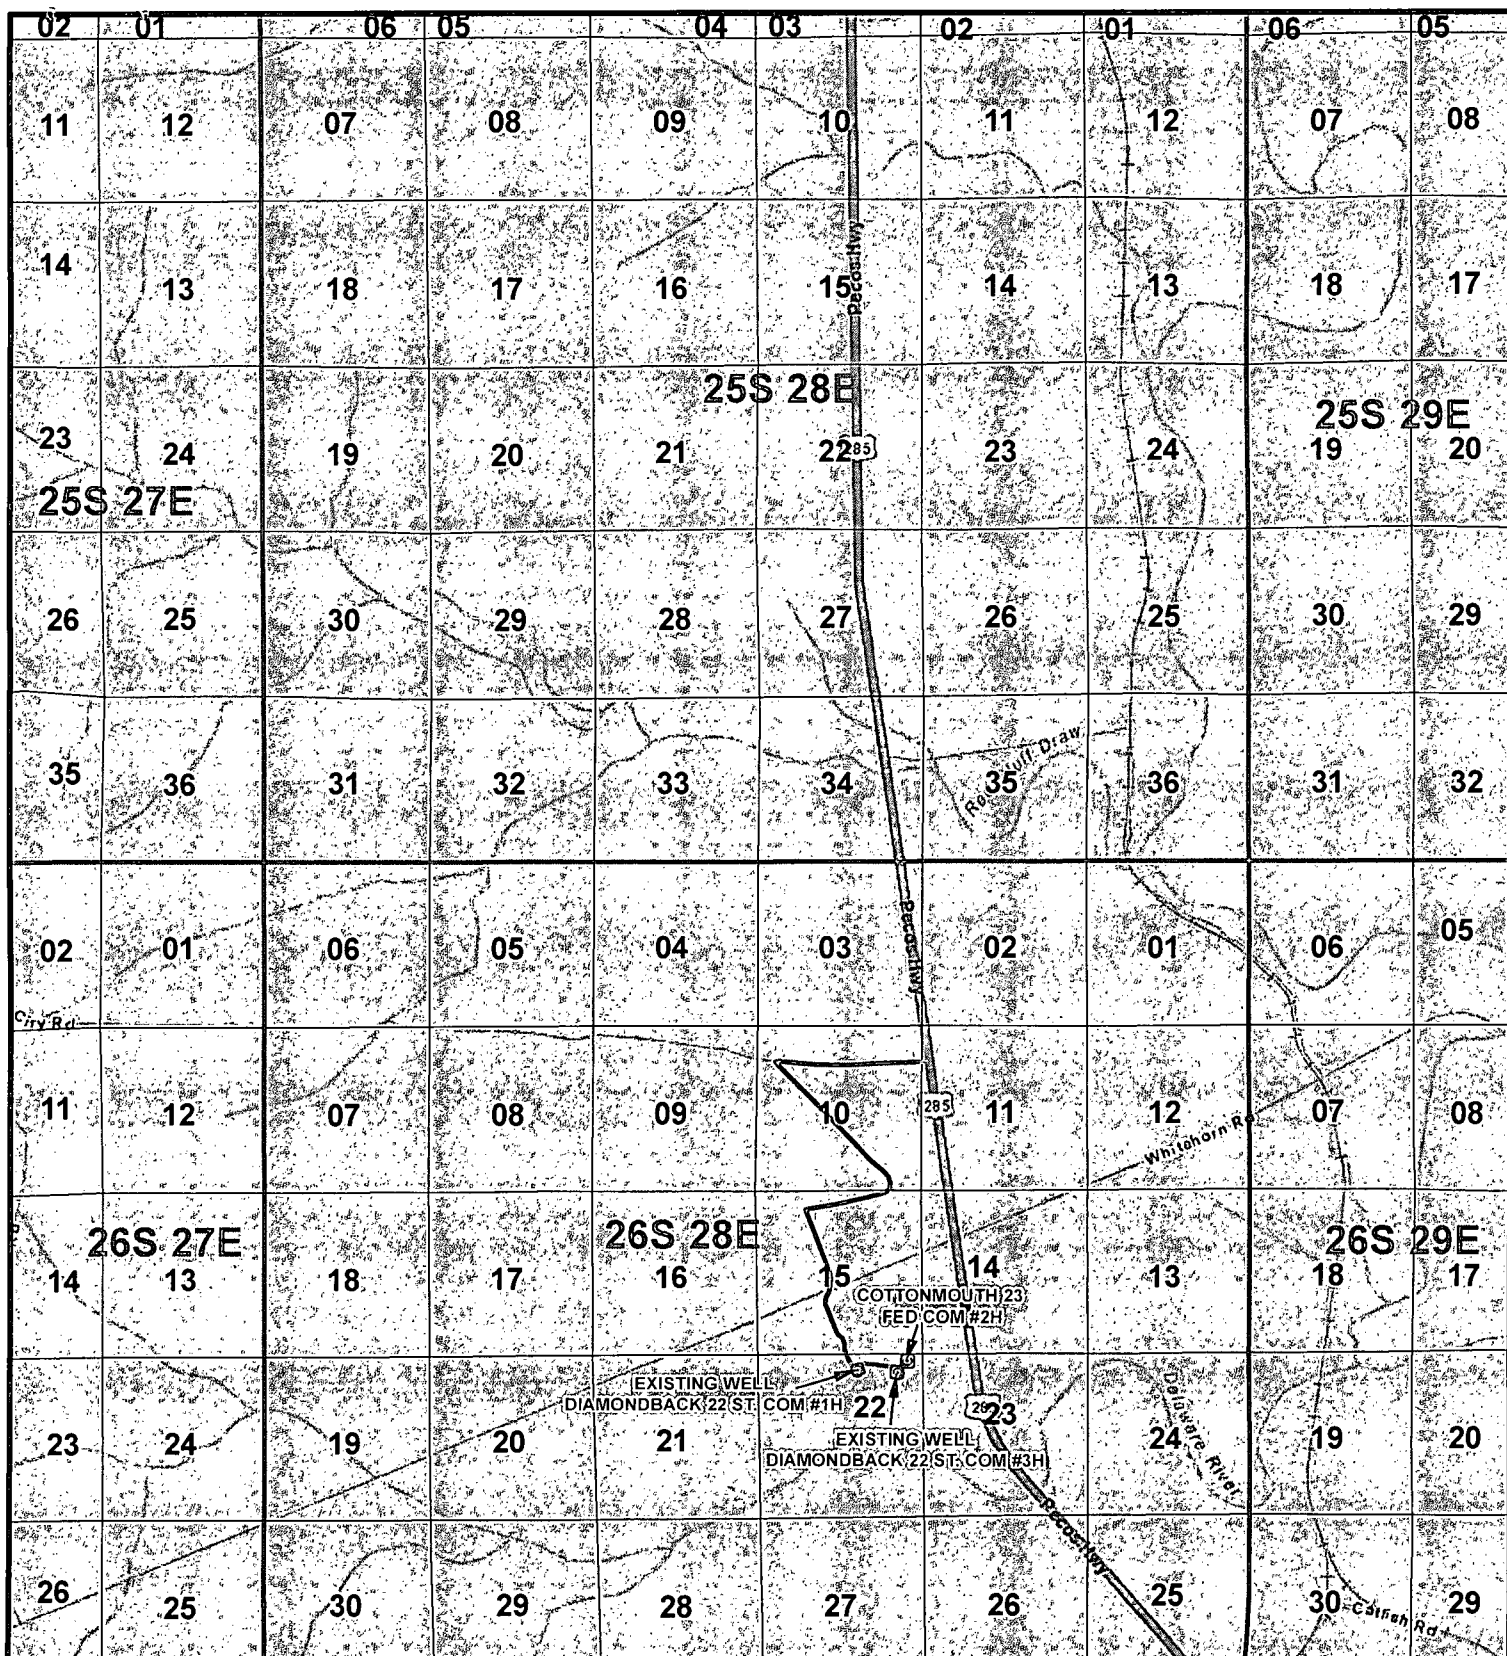 02 01 06 05 04 03 02 01 06 05
11 12 07 08 09 10 11 12 07 08
Pecos Hwy
14 13 18 17 16 15 14 13 18 17
25S 28E
25S 29E
23 24 19 20 21 22 285 23 24 19 20
25S 27E
26 25 30 29 28 27 26 25 30 29
Draw
35 36 31 32 33 34 35 36 31 32
Pecos Hwy
02 01 06 05 04 03 02 01 06 05
City Rd
11 12 07 08 09 10 285 11 12 07 08
Whitehorn Rd
26S 27E
26S 28E
26S 29E
14 13 18 17 16 15 14 13 18 17
COTTONMOUTH 23
FED COM #2H
EXISTING WELL
DIAMONDBACK 22 ST. COM #1H
22 23
Delaware River
23 24 19 20 21 24 19 20
EXISTING WELL
DIAMONDBACK 22 ST. COM #3H
Pecos Hwy
26 25 30 29 28 27 26 25 30 29
Catfish Rd